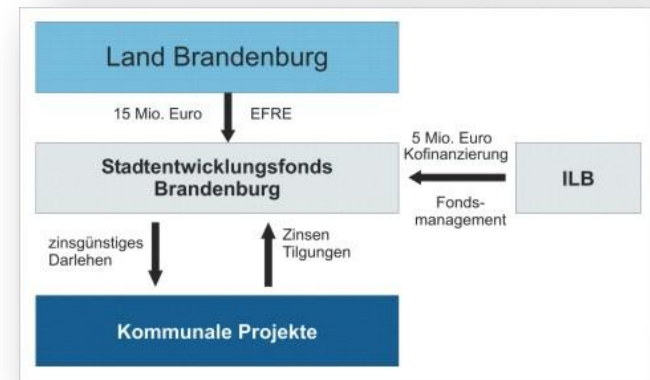 Land Brandenburg
15 Mio. Euro
EFRE
Stadtentwicklungsfonds
Brandenburg
5 Mio. Euro
Kofinanzierung
ILB
Fonds-
management
zinsgünstiges
Darlehen
Zinsen
Tilgungen
Kommunale Projekte